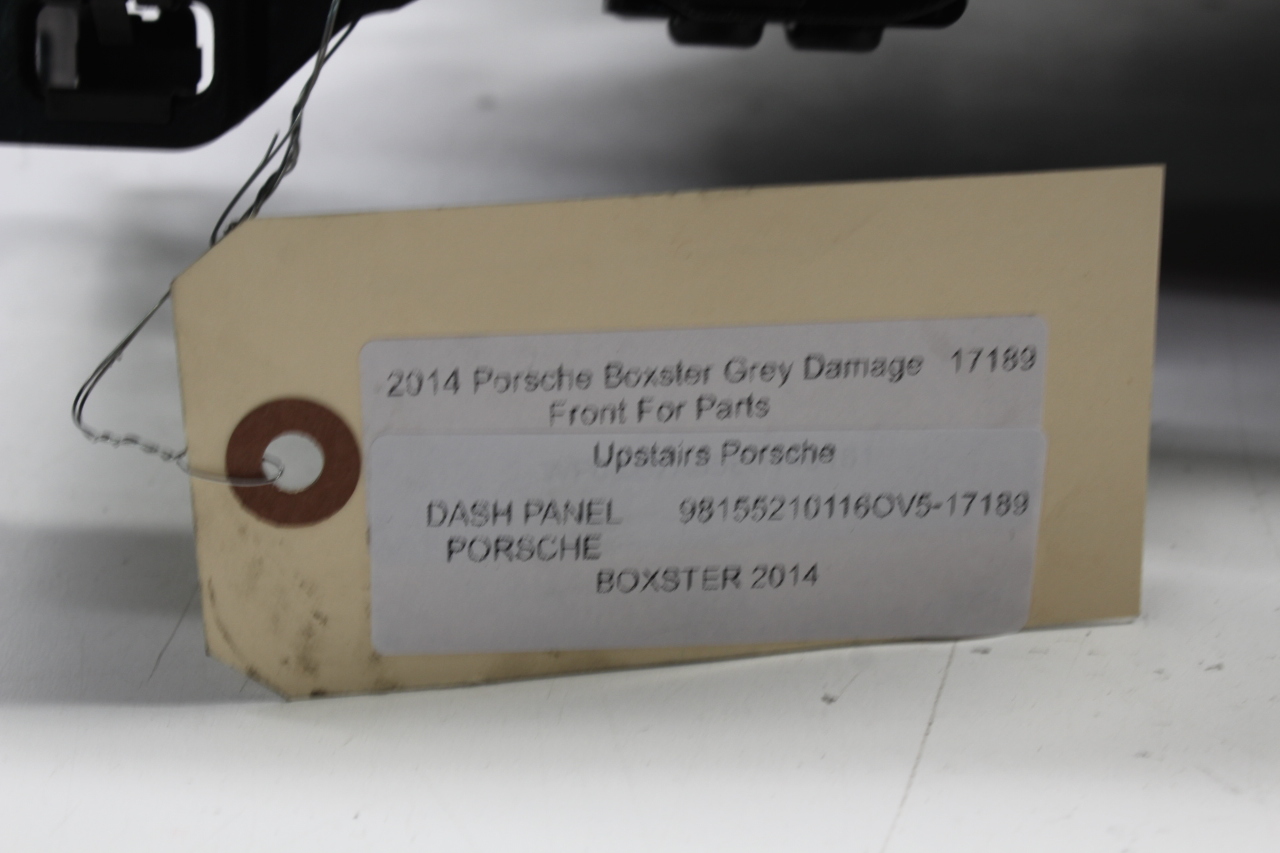 2014 Porsche Boxster Grey Damage 17189
Front For Parts
Upstairs Porsche
DASH PANEL 98155210116OV5-17189
PORSCHE
BOXSTER 2014